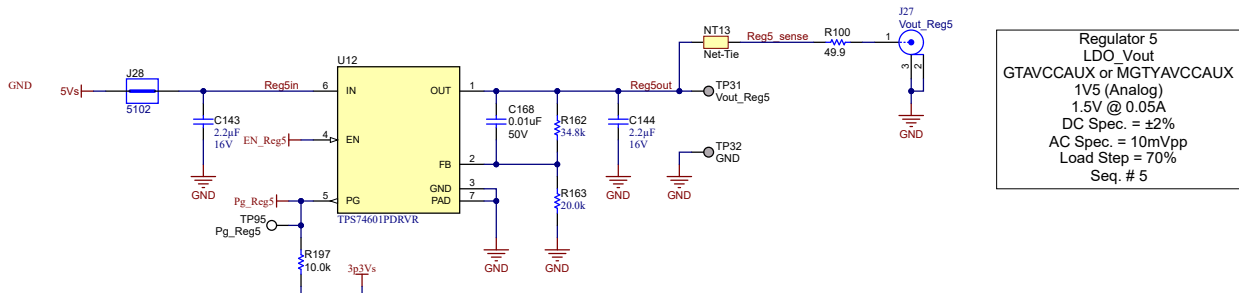 GND
5Vs
J28
5102
C143
2.2µF
16V
GND
Reg5in
EN_Reg5
Pg_Reg5
TP95
Pg_Reg5
R197
10.0k
3p3Vs
U12
6
IN
4
EN
5
PG
OUT
1
FB
2
GND
3
PAD
7
TPS74601PDRVR
GND
C168
0.01uF
50V
R162
34.8k
R163
20.0k
GND
Reg5out
C144
2.2µF
16V
GND
NT13
Net-Tie
Reg5_sense
R100
49.9
J27
Vout_Reg5
1
3
2
GND
TP31
Vout_Reg5
TP32
GND
GND
Regulator 5
LDO_Vout
GTAVCCAUX or MGTYAVCCAUX
1V5 (Analog)
1.5V @ 0.05A
DC Spec. = ±2%
AC Spec. = 10mVpp
Load Step = 70%
Seq. # 5